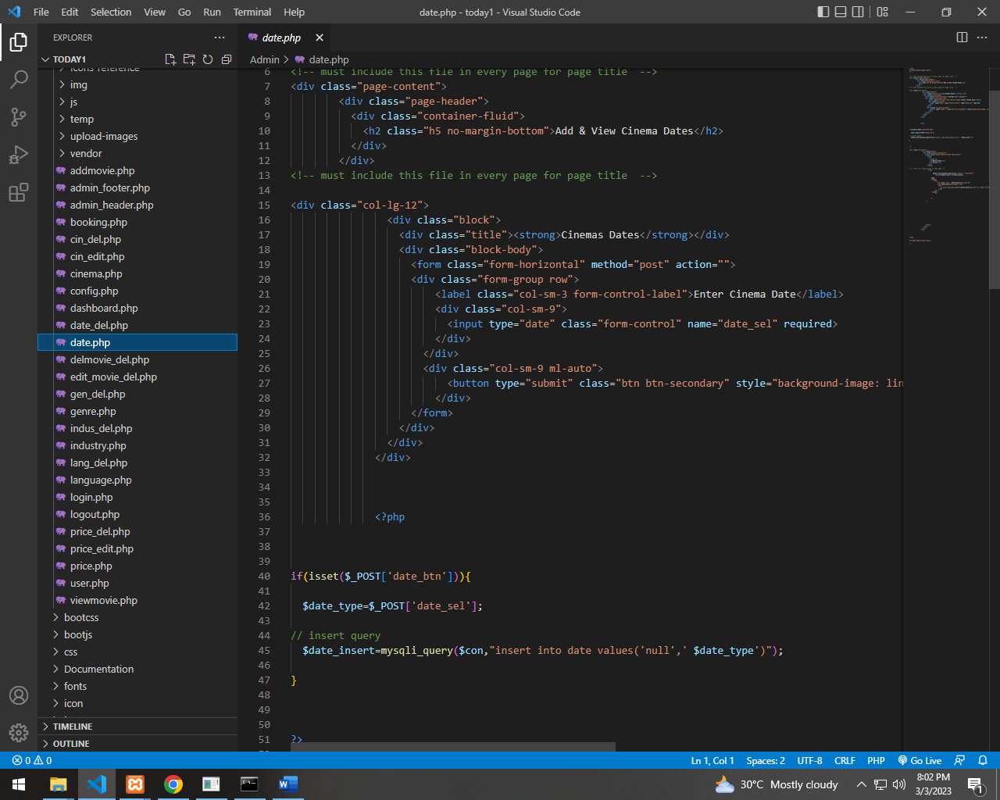 File Edit Selection View Go Run Terminal Help
date.php - today1 - Visual Studio Code
EXPLORER
TODAY1
icons-reference
img
js
temp
upload-images
vendor
addmovie.php
admin_footer.php
admin_header.php
booking.php
cin_del.php
cin_edit.php
cinema.php
config.php
dashboard.php
date_del.php
date.php
delmovie_del.php
edit_movie_del.php
gen_del.php
genre.php
indus_del.php
industry.php
lang_del.php
language.php
login.php
logout.php
price_del.php
price_edit.php
price.php
user.php
viewmovie.php
bootcss
bootjs
css
Documentation
fonts
icon
TIMELINE
OUTLINE
date.php
Admin > date.php
6 <!-- must include this file in every page for page title -->
7 <div class="page-content">
8 <div class="page-header">
9 <div class="container-fluid">
10 <h2 class="h5 no-margin-bottom">Add & View Cinema Dates</h2>
11 </div>
12 </div>
13 <!-- must include this file in every page for page title -->
14
15 <div class="col-lg-12">
16 <div class="block">
17 <div class="title"><strong>Cinemas Dates</strong></div>
18 <div class="block-body">
19 <form class="form-horizontal" method="post" action="">
20 <div class="form-group row">
21 <label class="col-sm-3 form-control-label">Enter Cinema Date</label>
22 <div class="col-sm-9">
23 <input type="date" class="form-control" name="date_sel" required>
24 </div>
25 </div>
26 <div class="col-sm-9 ml-auto">
27 <button type="submit" class="btn btn-secondary" style="background-image: lin
28 </div>
29 </form>
30 </div>
31 </div>
32 </div>
33
34
35
36 <?php
37
38
39
40 if(isset($_POST['date_btn'])){
41
42 $date_type=$_POST['date_sel'];
43
44 // insert query
45 $date_insert=mysqli_query($con,"insert into date values('null',' $date_type')");
46
47 }
48
49
50
51 ?>
0 0
Ln 1, Col 1 Spaces: 2 UTF-8 CRLF PHP Go Live
30°C Mostly cloudy
8:02 PM
3/3/2023
1